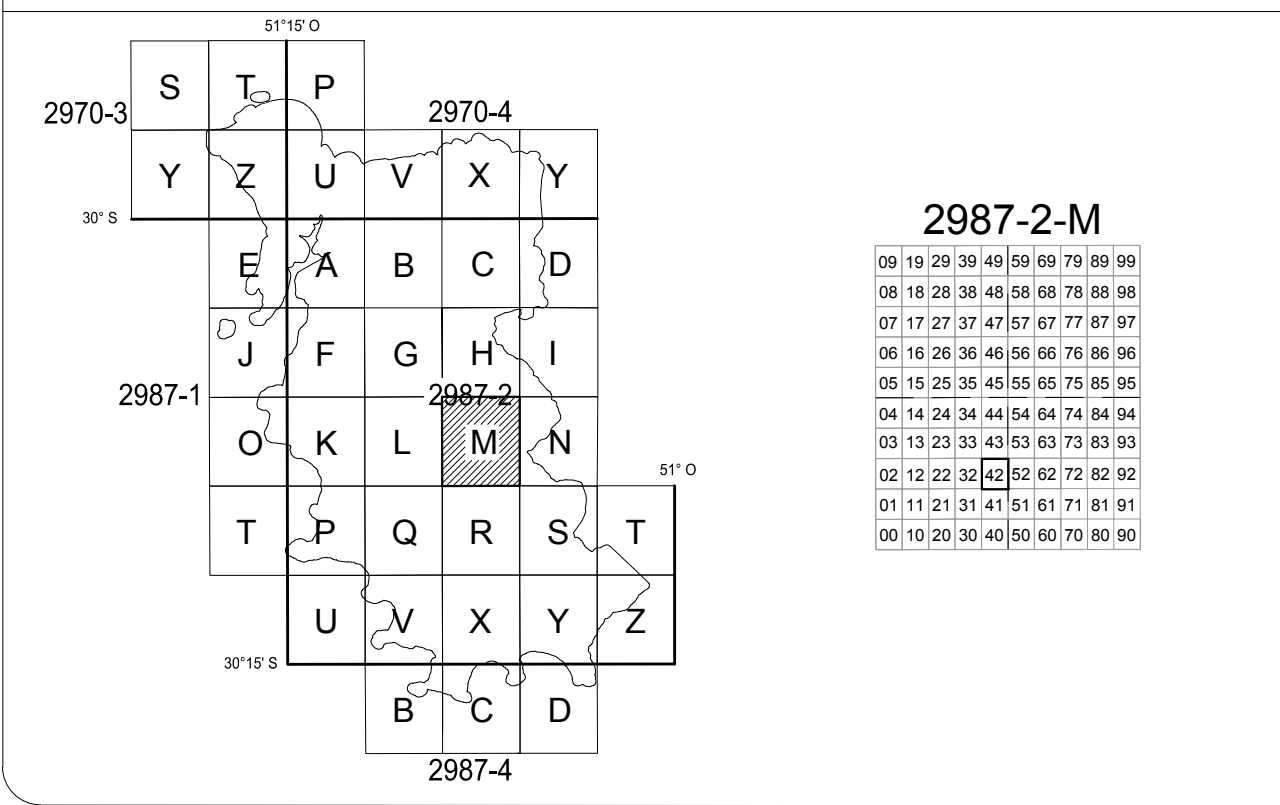 51°15' O
S T P
2970-3 2970-4
Y Z U V X Y
30° S
E A B C D
J F G H I
2987-1 2987-2
O K L M N
51° O
T P Q R S T
U V X Y Z
30°15' S
B C D
2987-4
2987-2-M
09 19 29 39 49 59 69 79 89 99
08 18 28 38 48 58 68 78 88 98
07 17 27 37 47 57 67 77 87 97
06 16 26 36 46 56 66 76 86 96
05 15 25 35 45 55 65 75 85 95
04 14 24 34 44 54 64 74 84 94
03 13 23 33 43 53 63 73 83 93
02 12 22 32 42 52 62 72 82 92
01 11 21 31 41 51 61 71 81 91
00 10 20 30 40 50 60 70 80 90